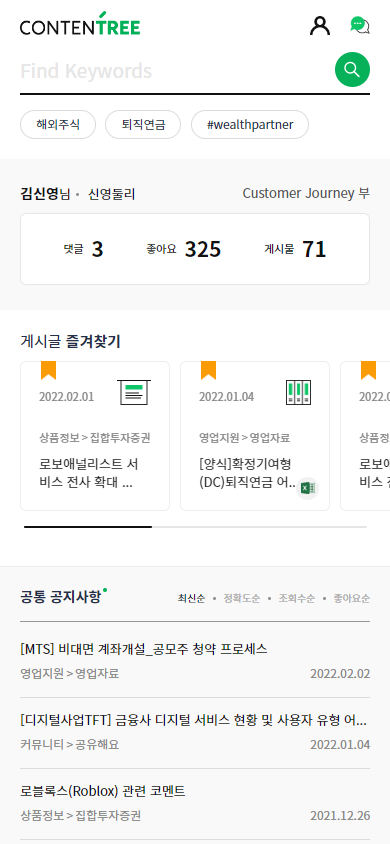 CONTENTREE
Find Keywords
해외주식 퇴직연금 #wealthpartner
김신영님 • 신영둘리 Customer Journey 부
댓글 3 좋아요 325 게시물 71
게시글 즐겨찾기
2022.02.01
상품정보 > 집합투자증권
로보애널리스트 서
비스 전사 확대 ...
2022.01.04
영업지원 > 영업자료
[양식]확정기여형
(DC)퇴직연금 어...
2022.0
상품정
로보애
비스 전
공통 공지사항
최신순 • 정확도순 • 조회수순 • 좋아요순
[MTS] 비대면 계좌개설_공모주 청약 프로세스
영업지원 > 영업자료 2022.02.02
[디지털사업TFT] 금융사 디지털 서비스 현황 및 사용자 유형 어...
커뮤니티 > 공유해요 2022.01.04
로블록스(Roblox) 관련 코멘트
상품정보 > 집합투자증권 2021.12.26